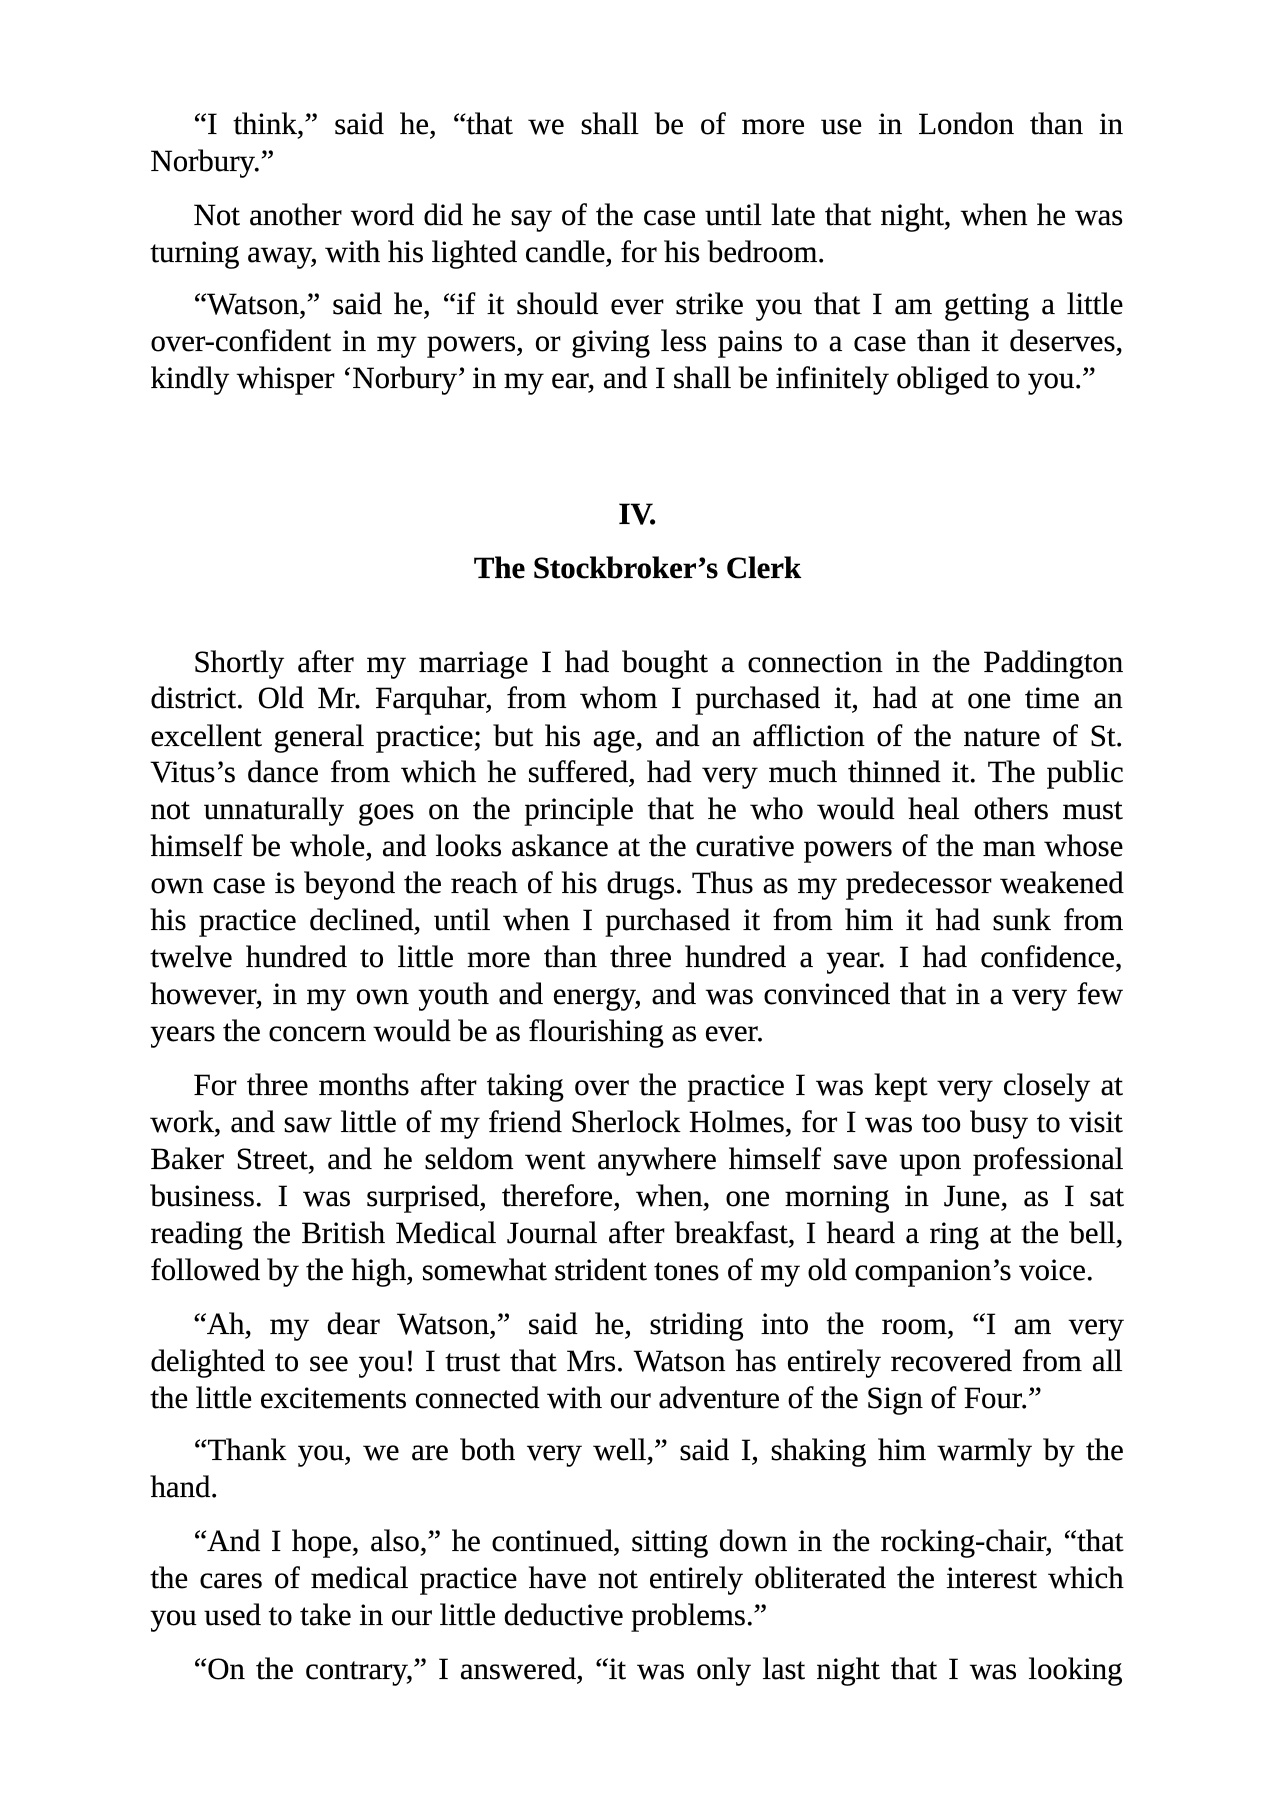 “I think,” said he, “that we shall be of more use in London than in
Norbury.”
Not another word did he say of the case until late that night, when he was
turning away, with his lighted candle, for his bedroom.
“Watson,” said he, “if it should ever strike you that I am getting a little
over-confident in my powers, or giving less pains to a case than it deserves,
kindly whisper ‘Norbury’ in my ear, and I shall be infinitely obliged to you.”
IV.
The Stockbroker’s Clerk
Shortly after my marriage I had bought a connection in the Paddington
district. Old Mr. Farquhar, from whom I purchased it, had at one time an
excellent general practice; but his age, and an affliction of the nature of St.
Vitus’s dance from which he suffered, had very much thinned it. The public
not unnaturally goes on the principle that he who would heal others must
himself be whole, and looks askance at the curative powers of the man whose
own case is beyond the reach of his drugs. Thus as my predecessor weakened
his practice declined, until when I purchased it from him it had sunk from
twelve hundred to little more than three hundred a year. I had confidence,
however, in my own youth and energy, and was convinced that in a very few
years the concern would be as flourishing as ever.
For three months after taking over the practice I was kept very closely at
work, and saw little of my friend Sherlock Holmes, for I was too busy to visit
Baker Street, and he seldom went anywhere himself save upon professional
business. I was surprised, therefore, when, one morning in June, as I sat
reading the British Medical Journal after breakfast, I heard a ring at the bell,
followed by the high, somewhat strident tones of my old companion’s voice.
“Ah, my dear Watson,” said he, striding into the room, “I am very
delighted to see you! I trust that Mrs. Watson has entirely recovered from all
the little excitements connected with our adventure of the Sign of Four.”
“Thank you, we are both very well,” said I, shaking him warmly by the
hand.
“And I hope, also,” he continued, sitting down in the rocking-chair, “that
the cares of medical practice have not entirely obliterated the interest which
you used to take in our little deductive problems.”
“On the contrary,” I answered, “it was only last night that I was looking